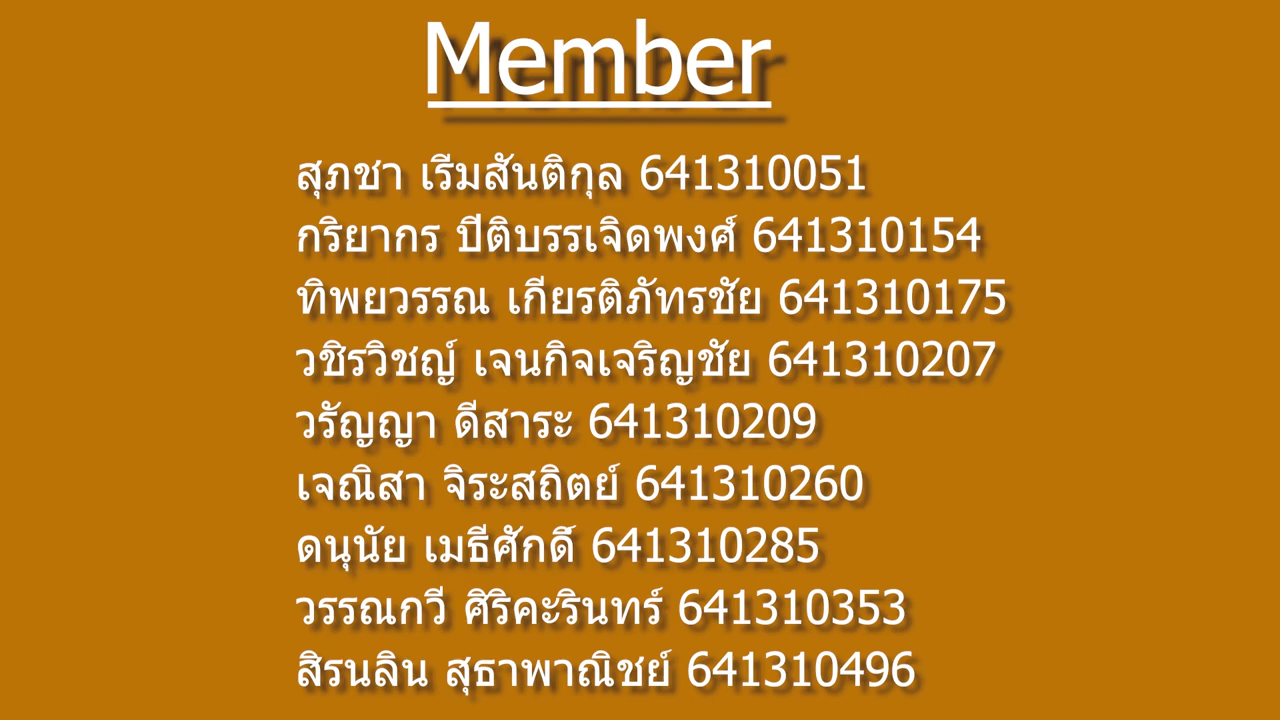 Member
สุภชา เรีมสันติกุล 641310051
กริยากร ปีติบรรเจิดพงศ์ 641310154
ทิพยวรรณ เกียรติภัทรชัย 641310175
วชิรวิชญ์ เจนกิจเจริญชัย 641310207
วรัญญา ดีสาระ 641310209
เจณิสา จิระสถิตย์ 641310260
ดนุนัย เมธีศักดิ์ 641310285
วรรณกวี ศิริคะรินทร์ 641310353
สิรนลิน สุธาพาณิชย์ 641310496